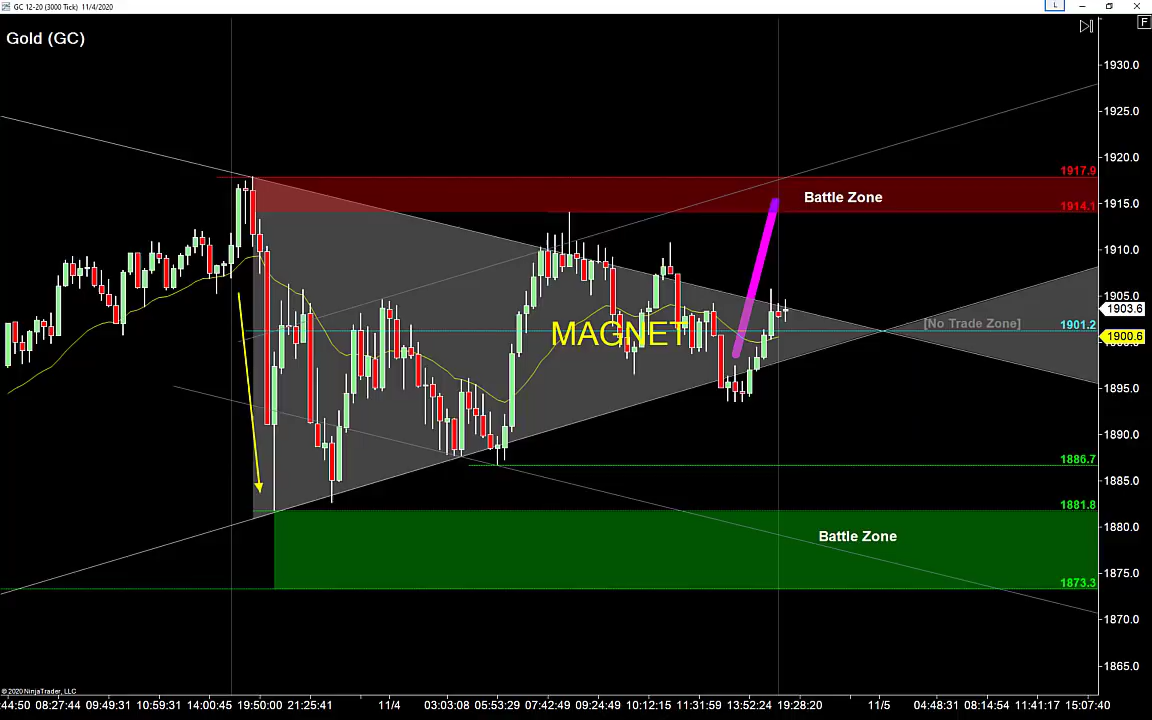 GC 12-20 (3000 Tick) 11/4/2020
L
F
Gold (GC)
1930.0
1925.0
1920.0
1917.9
Battle Zone
1915.0
1914.1
1910.0
1905.0
1903.6
[No Trade Zone]
1901.2
MAGNET
1900.6
1895.0
1890.0
1886.7
1885.0
1881.8
Battle Zone
1880.0
1875.0
1873.3
1870.0
1865.0
© 2020 NinjaTrader, LLC
:44:50 08:27:44 09:49:31 10:59:31 14:00:45 19:50:00 21:25:41 11/4 03:03:08 05:53:29 07:42:49 09:24:49 10:12:15 11:31:59 13:52:24 19:28:20 11/5 04:48:31 08:14:54 11:41:17 15:07:40